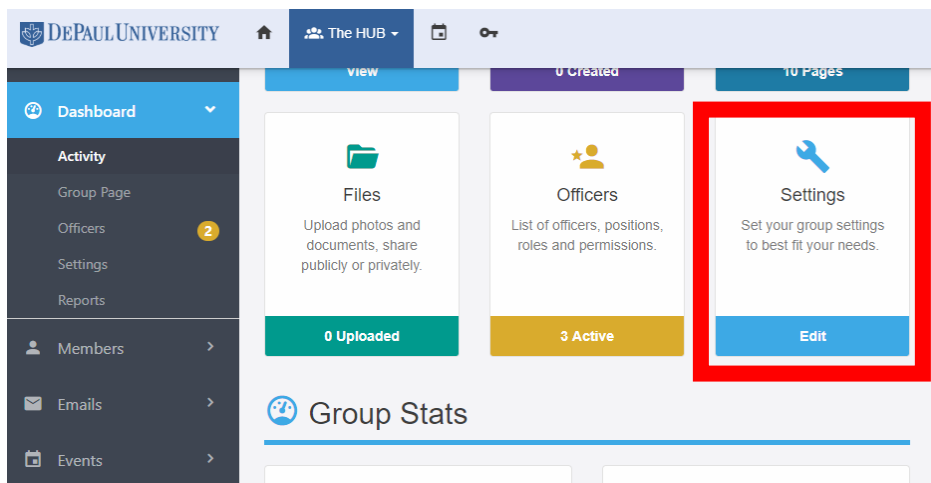 DEPAUL UNIVERSITY
The HUB
Dashboard
Activity
Group Page
Officers
2
Settings
Reports
Members
Emails
Events
View
0 Created
10 Pages
Files
Upload photos and
documents, share
publicly or privately.
0 Uploaded
Officers
List of officers, positions,
roles and permissions.
3 Active
Settings
Set your group settings
to best fit your needs.
Edit
Group Stats